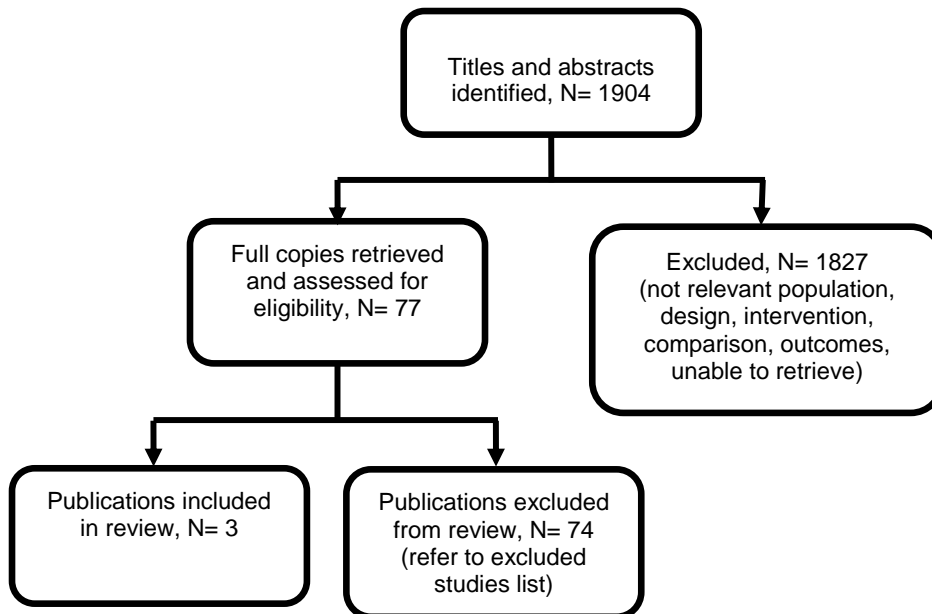 Titles and abstracts
identified, N= 1904
Full copies retrieved
and assessed for
eligibility, N= 77
Excluded, N= 1827
(not relevant population,
design, intervention,
comparison, outcomes,
unable to retrieve)
Publications included
in review, N= 3
Publications excluded
from review, N= 74
(refer to excluded
studies list)